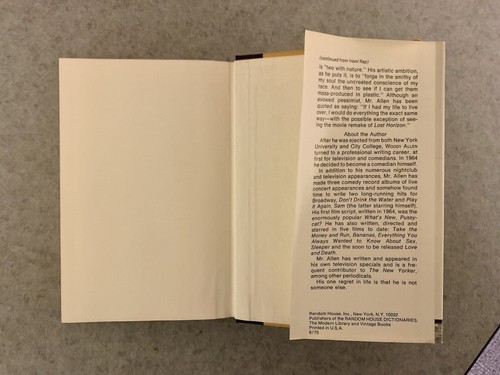 (continued from front flap)
is "two with nature." His artistic ambition,
as he puts it, is to "forge in the smithy of
my soul the uncreated conscience of my
race. And then to see if I can get them
mass-produced in plastic." Although an
avowed pessimist, Mr. Allen has been
quoted as saying: "If I had my life to live
over, I would do everything the exact same
way—with the possible exception of see-
ing the movie remake of Lost Horizon."
About the Author
After he was ejected from both New York
University and City College, WOODY ALLEN
turned to a professional writing career, at
first for television and comedians. In 1964
he decided to become a comedian himself.
In addition to his numerous nightclub
and television appearances, Mr. Allen has
made three comedy record albums of live
concert appearances and somehow found
time to write two long-running hits for
Broadway, Don't Drink the Water and Play
It Again, Sam (the latter starring himself).
His first film script, written in 1964, was the
enormously popular What's New, Pussy-
cat? He has also written, directed and
starred in five films to date: Take the
Money and Run, Bananas, Everything You
Always Wanted to Know About Sex,
Sleeper and the soon to be released Love
and Death.
Mr. Allen has written and appeared in
his own television specials and is a fre-
quent contributor to The New Yorker,
among other periodicals.
His one regret in life is that he is not
someone else.
Random House, Inc., New York, N.Y. 10022
Publishers of the RANDOM HOUSE DICTIONARIES,
The Modern Library and Vintage Books
Printed in U.S.A.
6/75